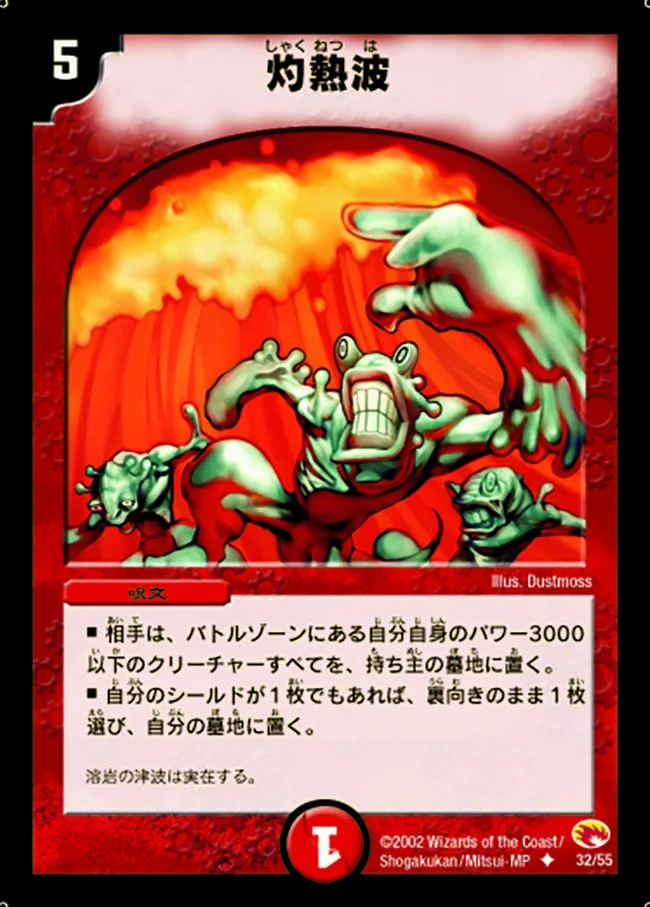 5
しゃく ねつ は
灼熱波
Illus. Dustmoss
呪文
■ 相手は、バトルゾーンにある自分自身のパワー3000
以下のクリーチャーすべてを、持ち主の墓地に置く。
■ 自分のシールドが1枚でもあれば、裏向きのまま1枚
選び、自分の墓地に置く。
溶岩の津波は実在する。
1
©2002 Wizards of the Coast/
Shogakukan/Mitsui-MP
32/55